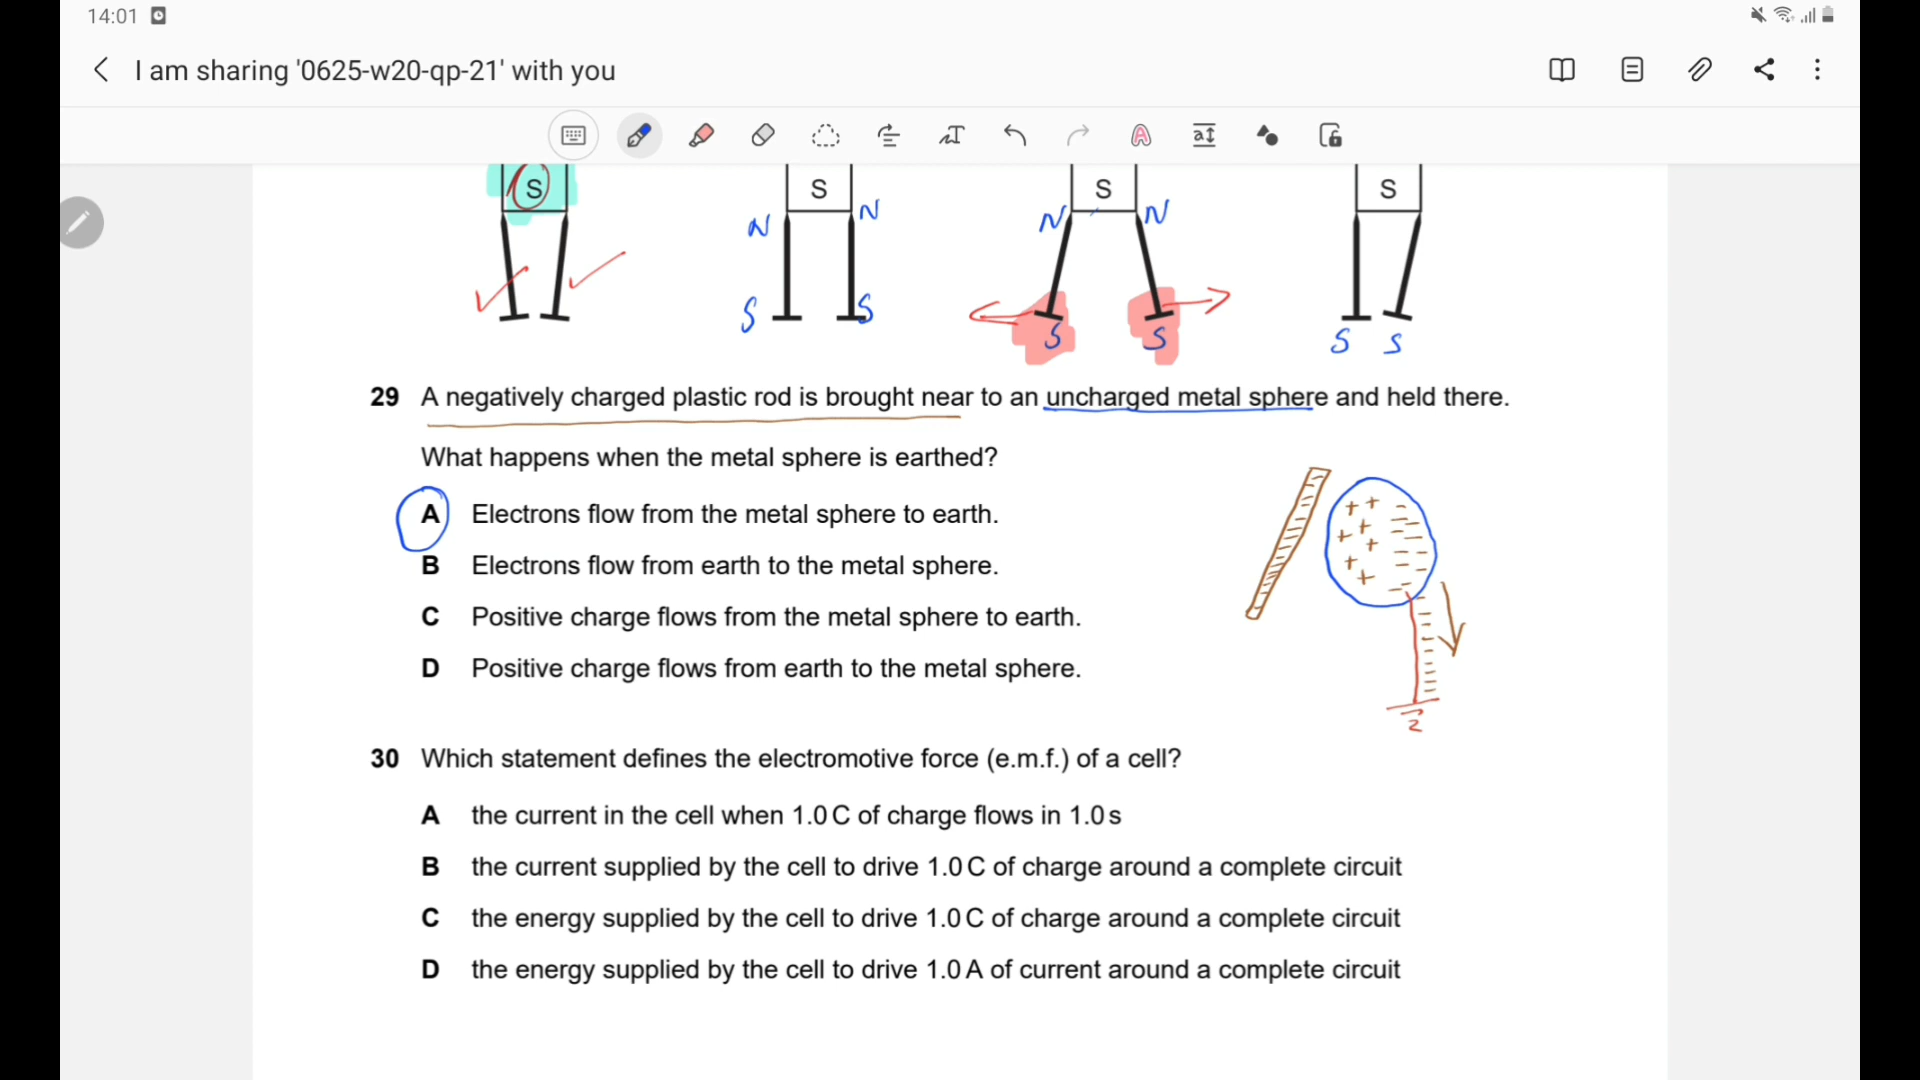 14:01
I am sharing '0625-w20-qp-21' with you
S S S S
N N N N
S S S S S S
29 A negatively charged plastic rod is brought near to an uncharged metal sphere and held there.
What happens when the metal sphere is earthed?
A Electrons flow from the metal sphere to earth.
B Electrons flow from earth to the metal sphere.
C Positive charge flows from the metal sphere to earth.
D Positive charge flows from earth to the metal sphere.
30 Which statement defines the electromotive force (e.m.f.) of a cell?
A the current in the cell when 1.0 C of charge flows in 1.0 s
B the current supplied by the cell to drive 1.0 C of charge around a complete circuit
C the energy supplied by the cell to drive 1.0 C of charge around a complete circuit
D the energy supplied by the cell to drive 1.0 A of current around a complete circuit